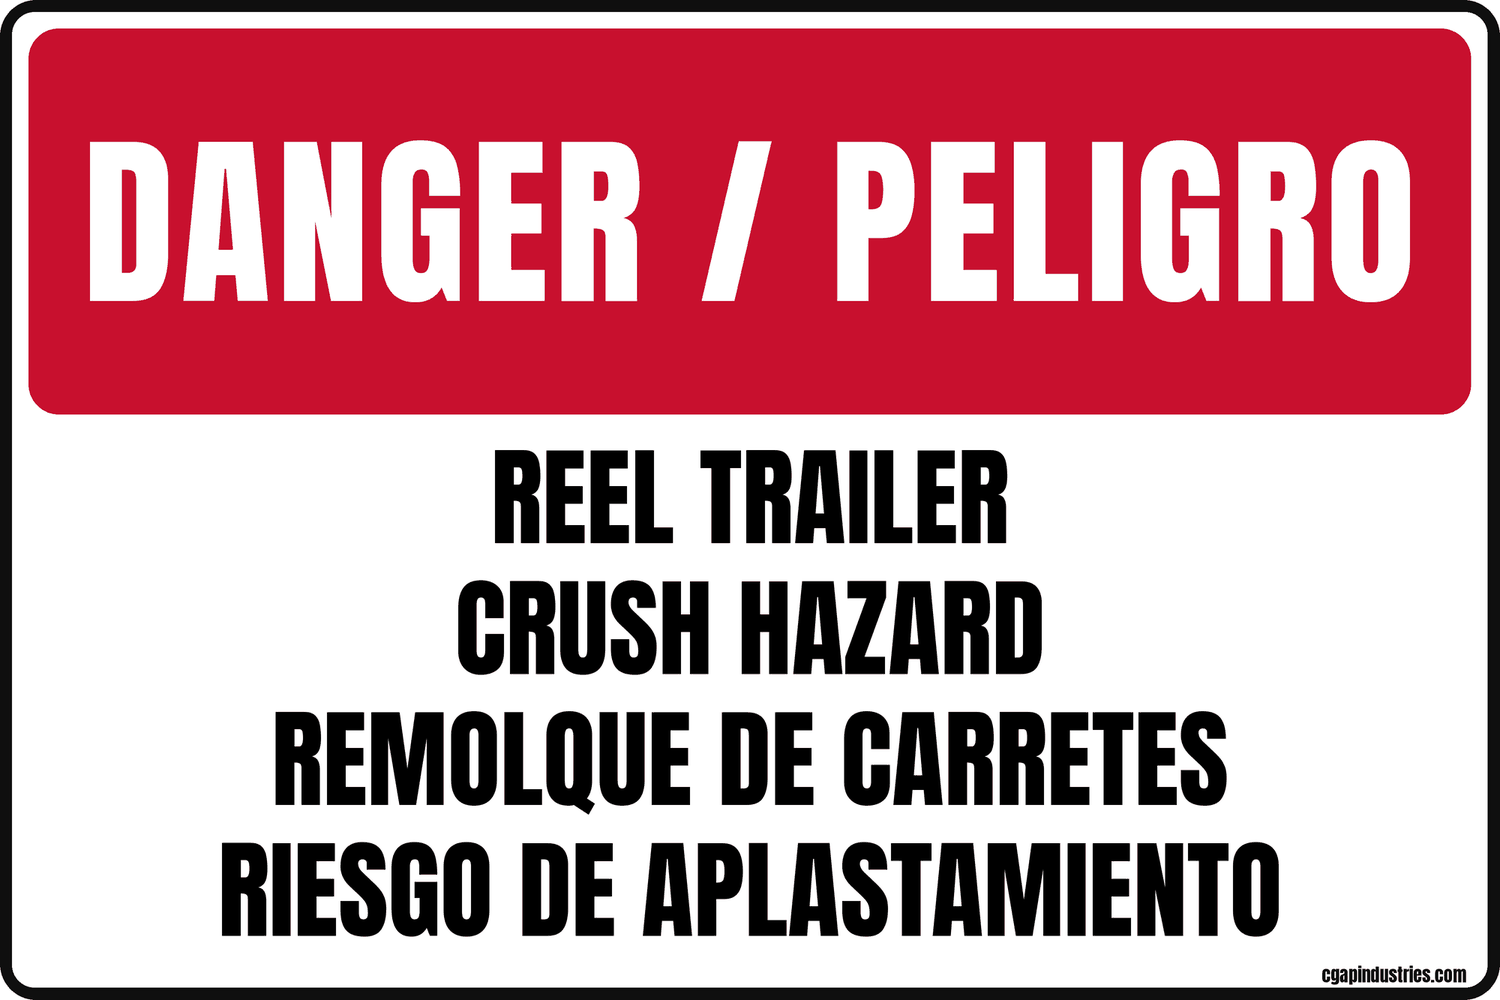 DANGER / PELIGRO
REEL TRAILER
CRUSH HAZARD
REMOLQUE DE CARRETES
RIESGO DE APLASTAMIENTO
cgapindustries.com